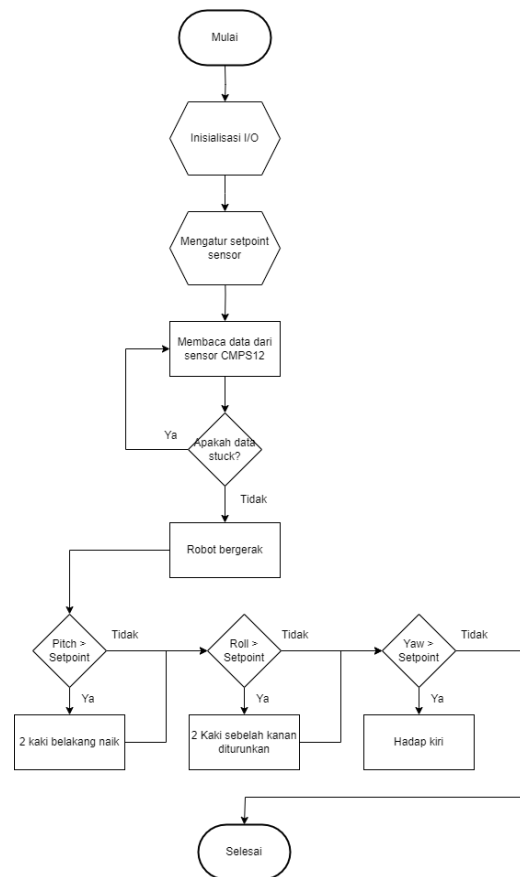 Mulai
Inisialisasi I/O
Mengatur setpoint
sensor
Membaca data dari
sensor CMPS12
Ya
Apakah data
stuck?
Tidak
Robot bergerak
Pitch >
Setpoint
Tidak
Roll >
Setpoint
Tidak
Yaw >
Setpoint
Tidak
Ya
Ya
Ya
2 kaki belakang naik
2 Kaki sebelah kanan
diturunkan
Hadap kiri
Selesai